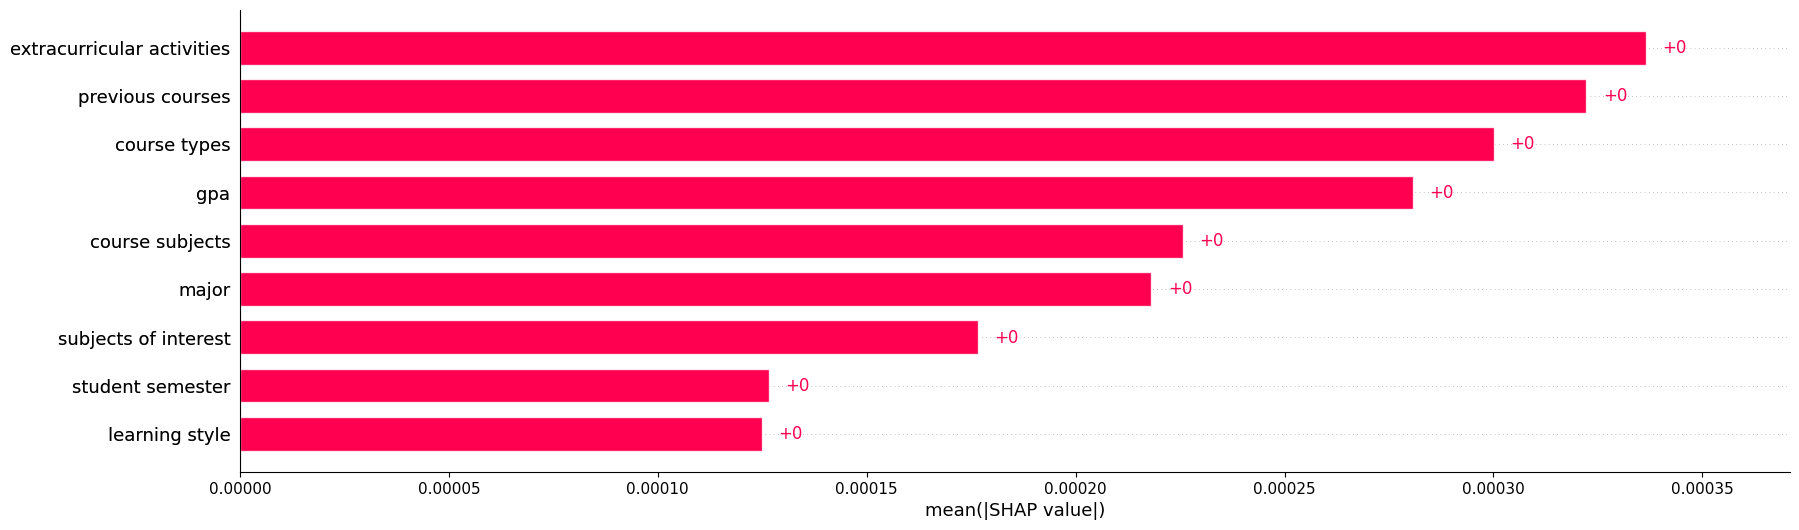 extracurricular activities +0
previous courses +0
course types +0
gpa +0
course subjects +0
major +0
subjects of interest +0
student semester +0
learning style +0
0.00000 0.00005 0.00010 0.00015 0.00020 0.00025 0.00030 0.00035
mean(|SHAP value|)